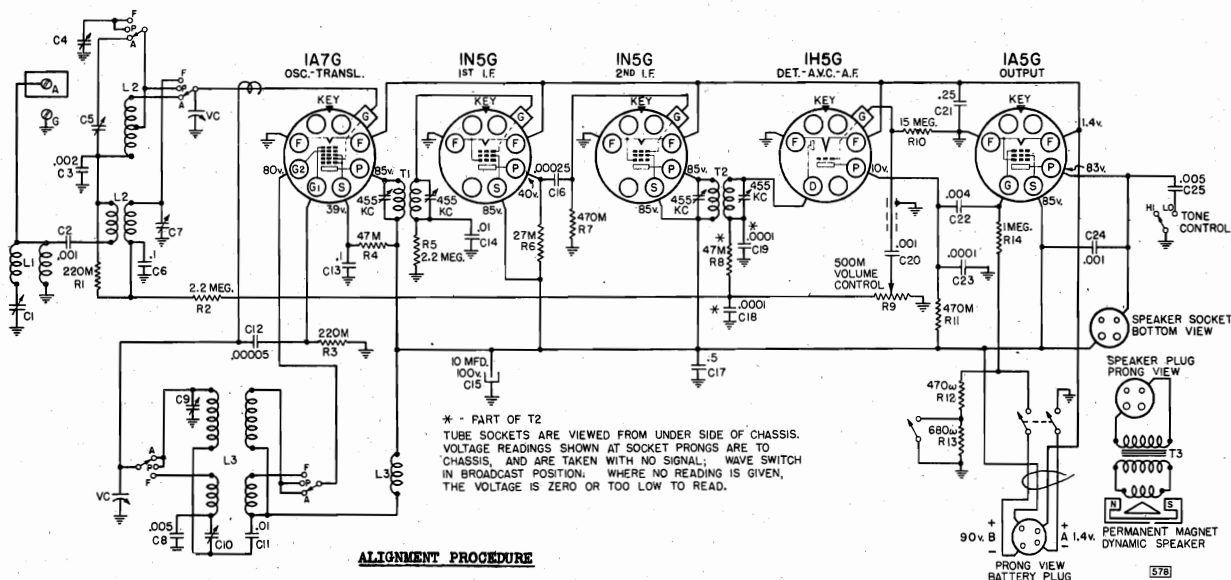 1A7G
OSC.-TRANSL.
1N5G
1ST I.F.
1N5G
2ND I.F.
1H5G
DET.-A.V.C.-A.F.
1A5G
OUTPUT
F
P
A
C4
A
G
L2
F
P
A
VC
C5
.002
C3
L2
C7
C2
.001
L1
220M
R1
.1
C6
C1
2.2 MEG.
R2
KEY
G
F
F
G2
P
G1
S
80v.
85v.
39v.
T1
455
KC
455
KC
47M
R4
.1
C13
R5
2.2 MEG.
.01
C14
KEY
G
F
F
P
S
40v.
85v.
27M
R6
.00025
C16
470M
R7
KEY
G
F
F
P
S
85v.
85v.
T2
455
KC
455
KC
*
47M
R8
*
.0001
C19
*
.0001
C18
KEY
G
F
F
P
D
10v.
15 MEG.
R10
.001
C20
500M
VOLUME
CONTROL
R9
.25
C21
.004
C22
.0001
C23
470M
R11
KEY
F
F
P
G
S
1.4v.
83v.
85v.
1MEG.
R14
C24
.001
.005
C25
HI
LO
TONE
CONTROL
SPEAKER SOCKET
BOTTOM VIEW
SPEAKER PLUG
PRONG VIEW
T3
N
S
PERMANENT MAGNET
DYNAMIC SPEAKER
C12
.00005
220M
R3
10 MFD.
100v.
C15
.5
C17
470ω
R12
680ω
R13
C9
L3
A
P
F
VC
F
P
A
L3
.005
C8
C10
.01
C11
* - PART OF T2
TUBE SOCKETS ARE VIEWED FROM UNDER SIDE OF CHASSIS.
VOLTAGE READINGS SHOWN AT SOCKET PRONGS ARE TO
CHASSIS, AND ARE TAKEN WITH NO SIGNAL; WAVE SWITCH
IN BROADCAST POSITION. WHERE NO READING IS GIVEN,
THE VOLTAGE IS ZERO OR TOO LOW TO READ.
90v.
+
B
−
+
A
−
1.4v.
PRONG VIEW
BATTERY PLUG
578
ALIGNMENT PROCEDURE